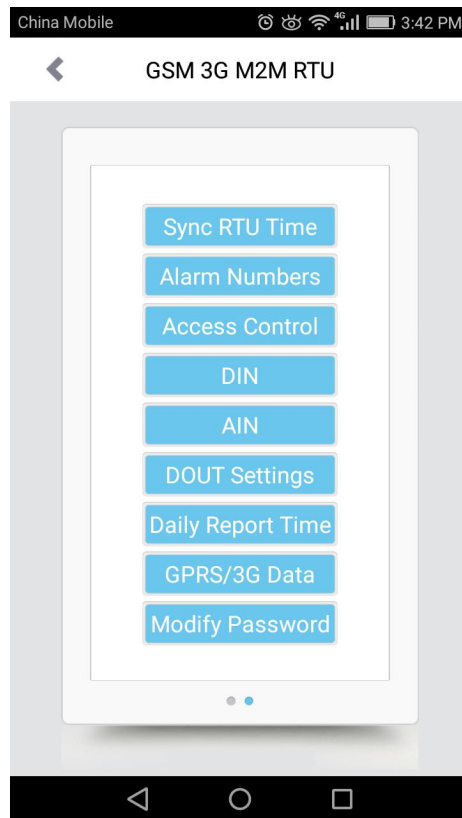 China Mobile 4G 3:42 PM
GSM 3G M2M RTU
Sync RTU Time
Alarm Numbers
Access Control
DIN
AIN
DOUT Settings
Daily Report Time
GPRS/3G Data
Modify Password